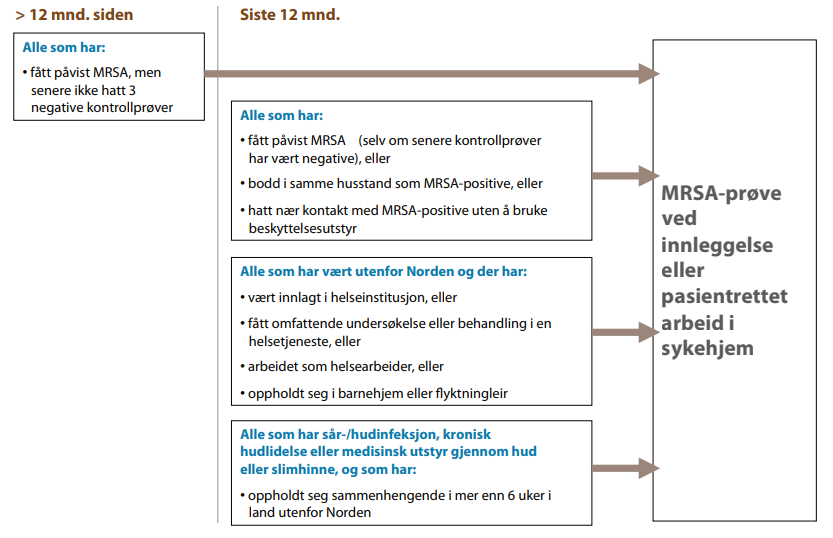 > 12 mnd. siden
Siste 12 mnd.
Alle som har:
• fått påvist MRSA, men
senere ikke hatt 3
negative kontrollprøver
Alle som har:
• fått påvist MRSA (selv om senere kontrollprøver
har vært negative), eller
• bodd i samme husstand som MRSA-positive, eller
• hatt nær kontakt med MRSA-positive uten å bruke
beskyttelsesutstyr
Alle som har vært utenfor Norden og der har:
• vært innlagt i helseinstitusjon, eller
• fått omfattende undersøkelse eller behandling i en
helsetjeneste, eller
• arbeidet som helsearbeider, eller
• oppholdt seg i barnehjem eller flyktningleir
Alle som har sår-/hudinfeksjon, kronisk
hudlidelse eller medisinsk utstyr gjennom hud
eller slimhinne, og som har:
• oppholdt seg sammenhengende i mer enn 6 uker i
land utenfor Norden
MRSA-prøve
ved
innleggelse
eller
pasientrettet
arbeid i
sykehjem